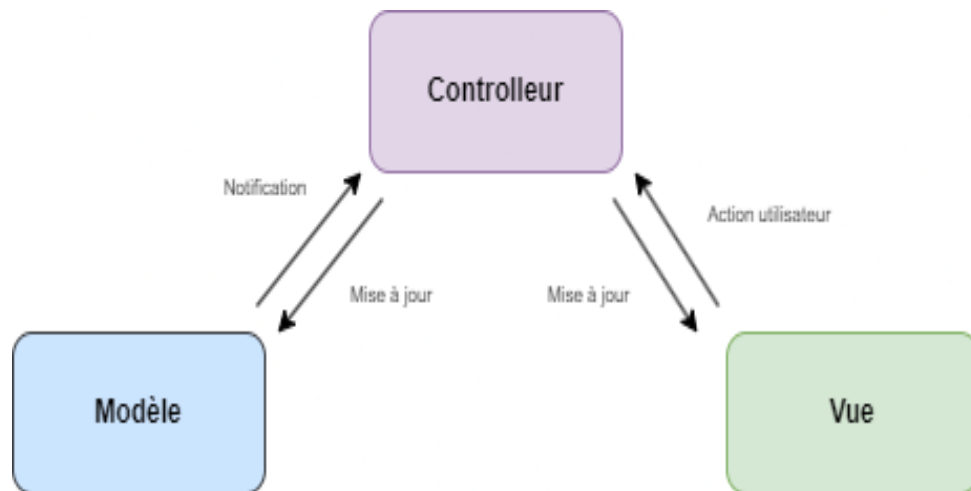 Controlleur
Notification
Action utilisateur
Mise à jour
Mise à jour
Modèle
Vue